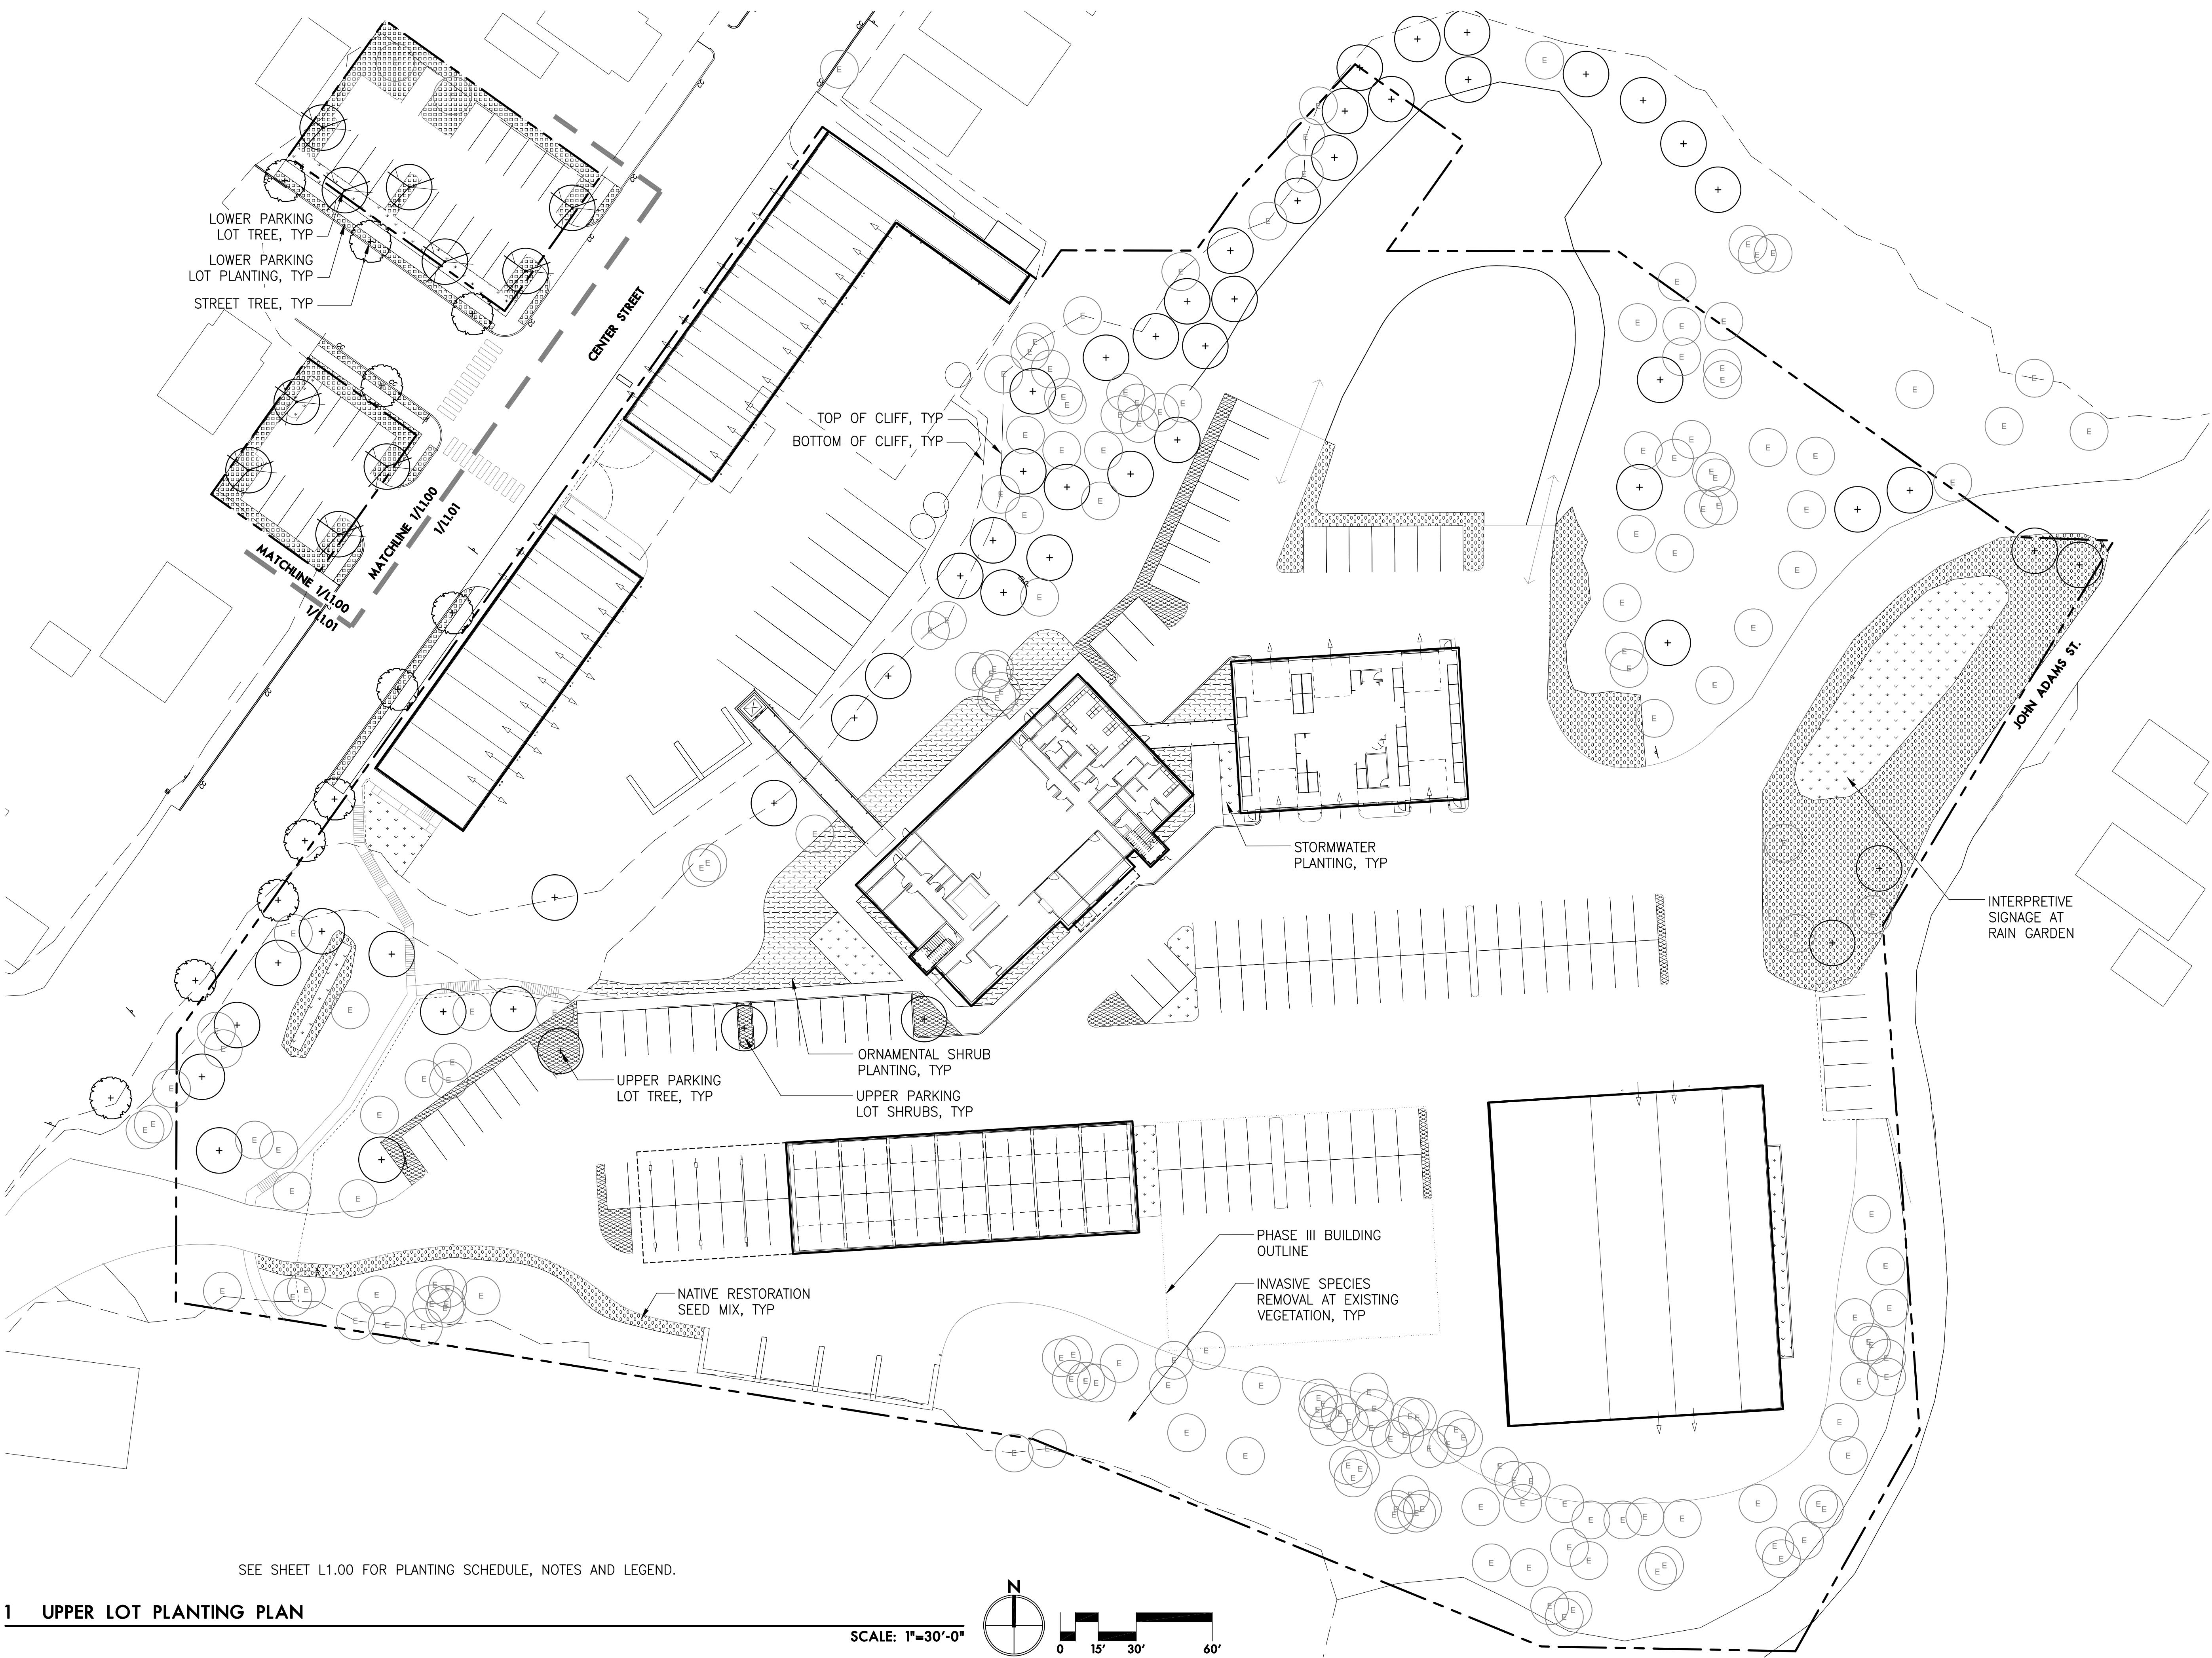 LOWER PARKING
LOT TREE, TYP
LOWER PARKING
LOT PLANTING, TYP
STREET TREE, TYP
CENTER STREET
MATCHLINE 1/L1.00
1/L1.01
MATCHLINE 1/L1.00
1/L1.01
TOP OF CLIFF, TYP
BOTTOM OF CLIFF, TYP
JOHN ADAMS ST.
STORMWATER
PLANTING, TYP
INTERPRETIVE
SIGNAGE AT
RAIN GARDEN
ORNAMENTAL SHRUB
PLANTING, TYP
UPPER PARKING
LOT TREE, TYP
UPPER PARKING
LOT SHRUBS, TYP
PHASE III BUILDING
OUTLINE
INVASIVE SPECIES
REMOVAL AT EXISTING
VEGETATION, TYP
NATIVE RESTORATION
SEED MIX, TYP
SEE SHEET L1.00 FOR PLANTING SCHEDULE, NOTES AND LEGEND.
1 UPPER LOT PLANTING PLAN
SCALE: 1"=30'-0"
N
0 15' 30' 60'